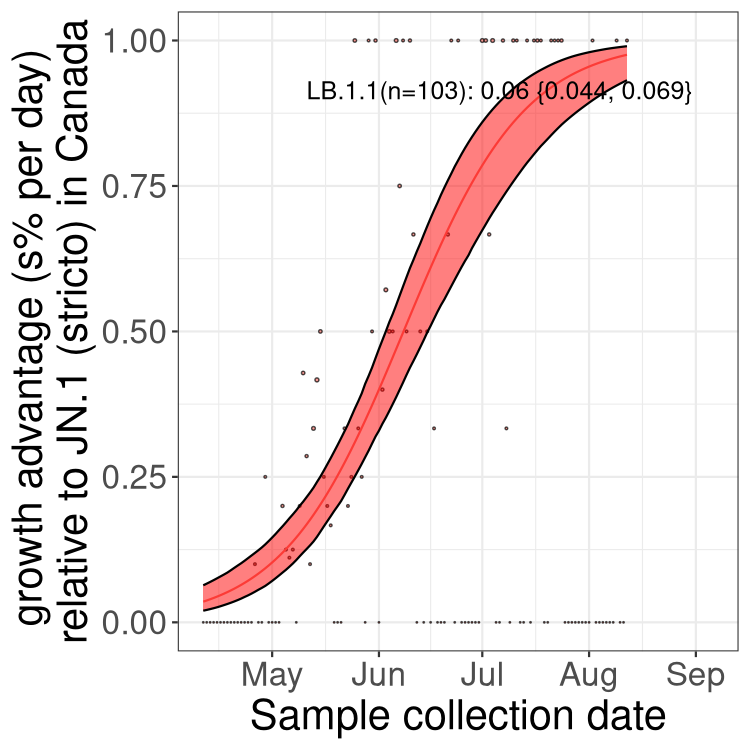 growth advantage (s% per day)
relative to JN.1 (stricto) in Canada
1.00
0.75
0.50
0.25
0.00
LB.1.1(n=103): 0.06 {0.044, 0.069}
May Jun Jul Aug Sep
Sample collection date